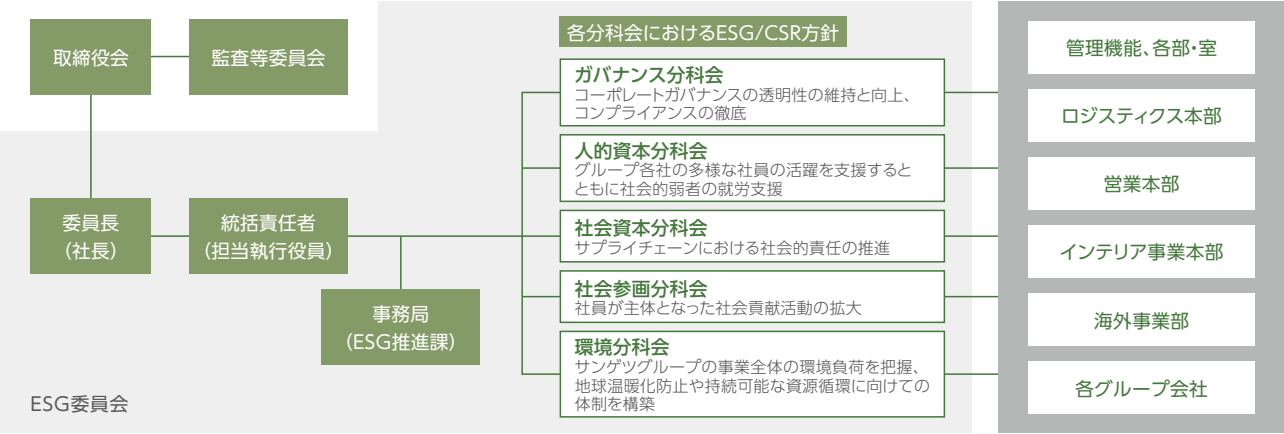 取締役会
監査等委員会
委員長
(社長)
統括責任者
(担当執行役員)
事務局
(ESG推進課)
ESG委員会
各分科会におけるESG/CSR方針
ガバナンス分科会
コーポレートガバナンスの透明性の維持と向上、
コンプライアンスの徹底
人的資本分科会
グループ各社の多様な社員の活躍を支援すると
ともに社会的弱者の就労支援
社会資本分科会
サプライチェーンにおける社会的責任の推進
社会参画分科会
社員が主体となった社会貢献活動の拡大
環境分科会
サンゲツグループの事業全体の環境負荷を把握、
地球温暖化防止や持続可能な資源循環に向けての
体制を構築
管理機能、各部・室
ロジスティクス本部
営業本部
インテリア事業本部
海外事業部
各グループ会社